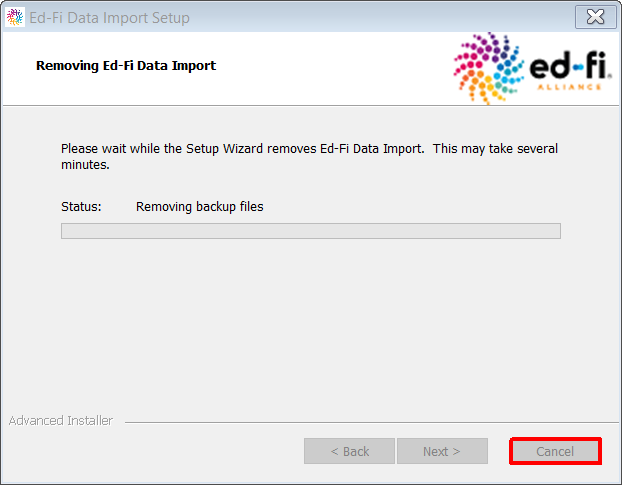 Ed-Fi Data Import Setup
Removing Ed-Fi Data Import
ed-fi®
ALLIANCE
Please wait while the Setup Wizard removes Ed-Fi Data Import.  This may take several
minutes.
Status: Removing backup files
Advanced Installer
< Back Next > Cancel